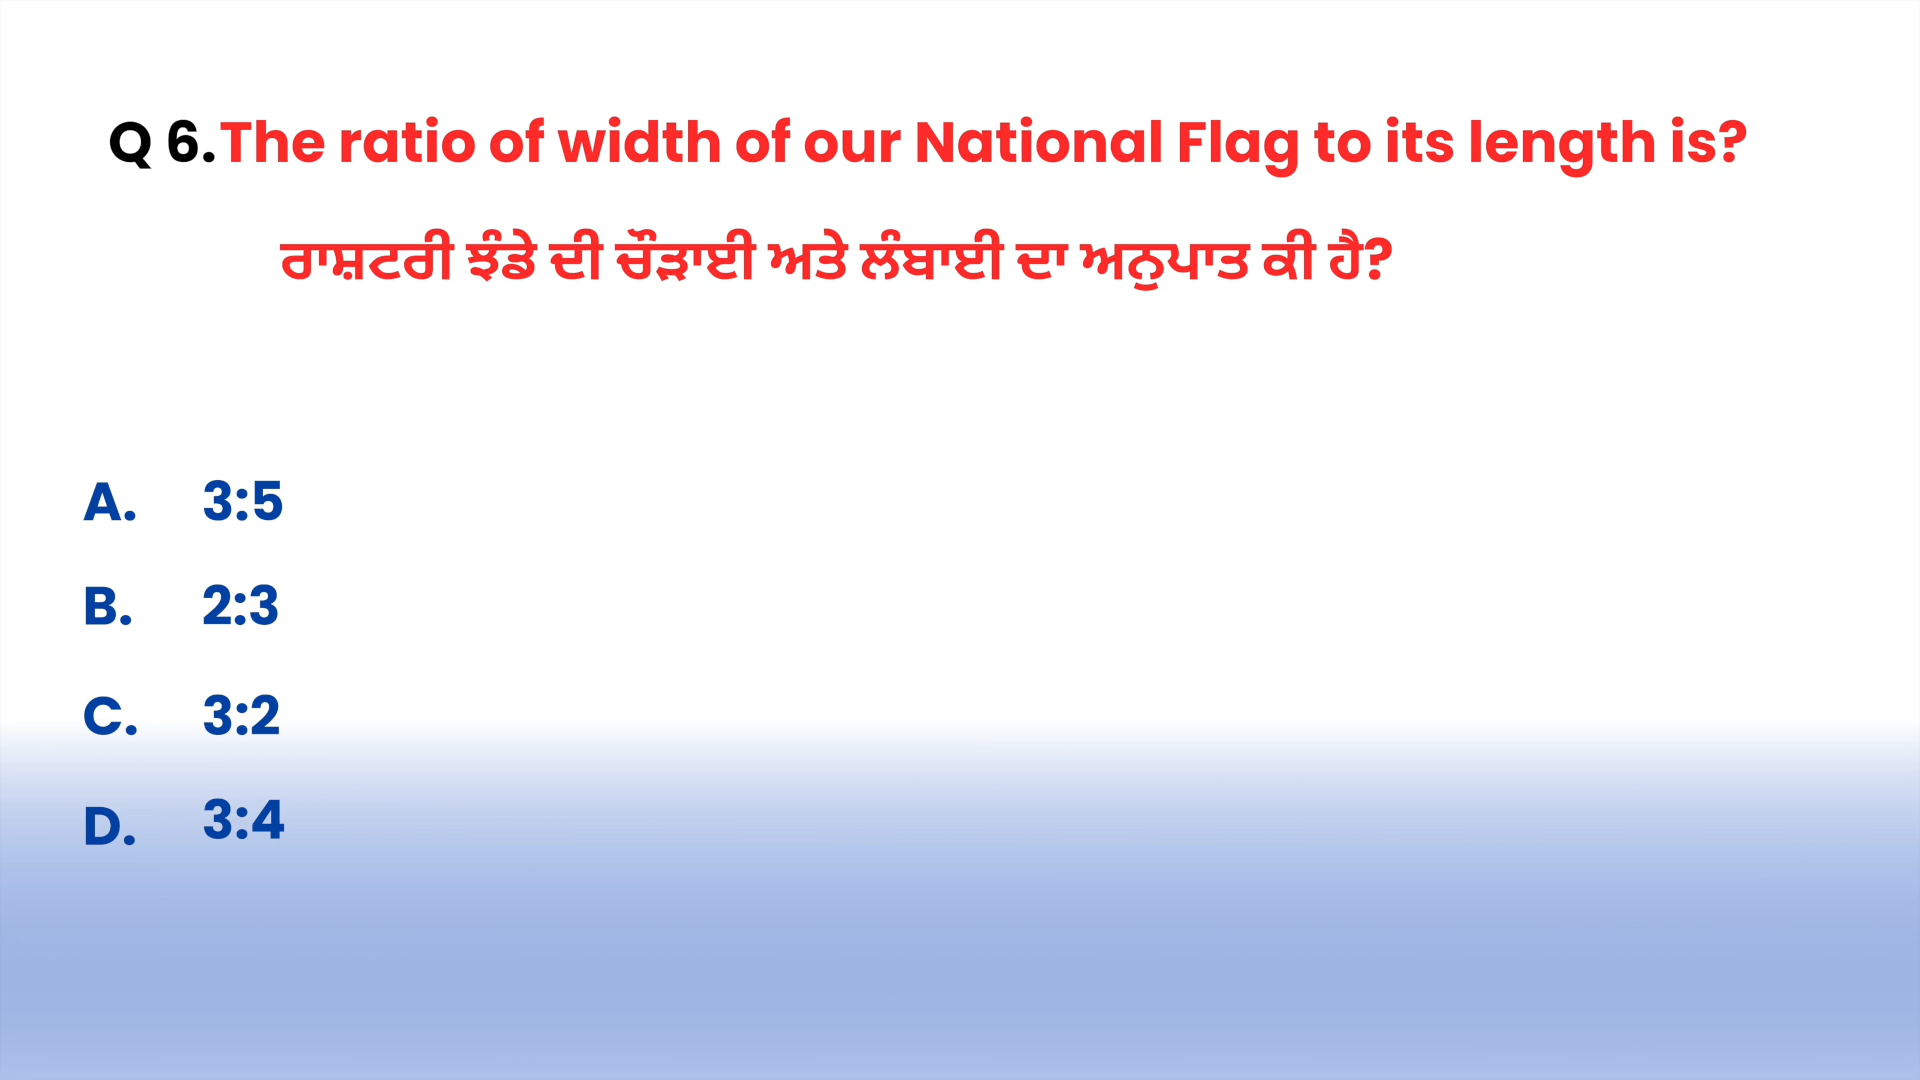 Q 6.The ratio of width of our National Flag to its length is?
ਰਾਸ਼ਟਰੀ ਝੰਡੇ ਦੀ ਚੌੜਾਈ ਅਤੇ ਲੰਬਾਈ ਦਾ ਅਨੁਪਾਤ ਕੀ ਹੈ?
A. 3:5
B. 2:3
C. 3:2
D. 3:4